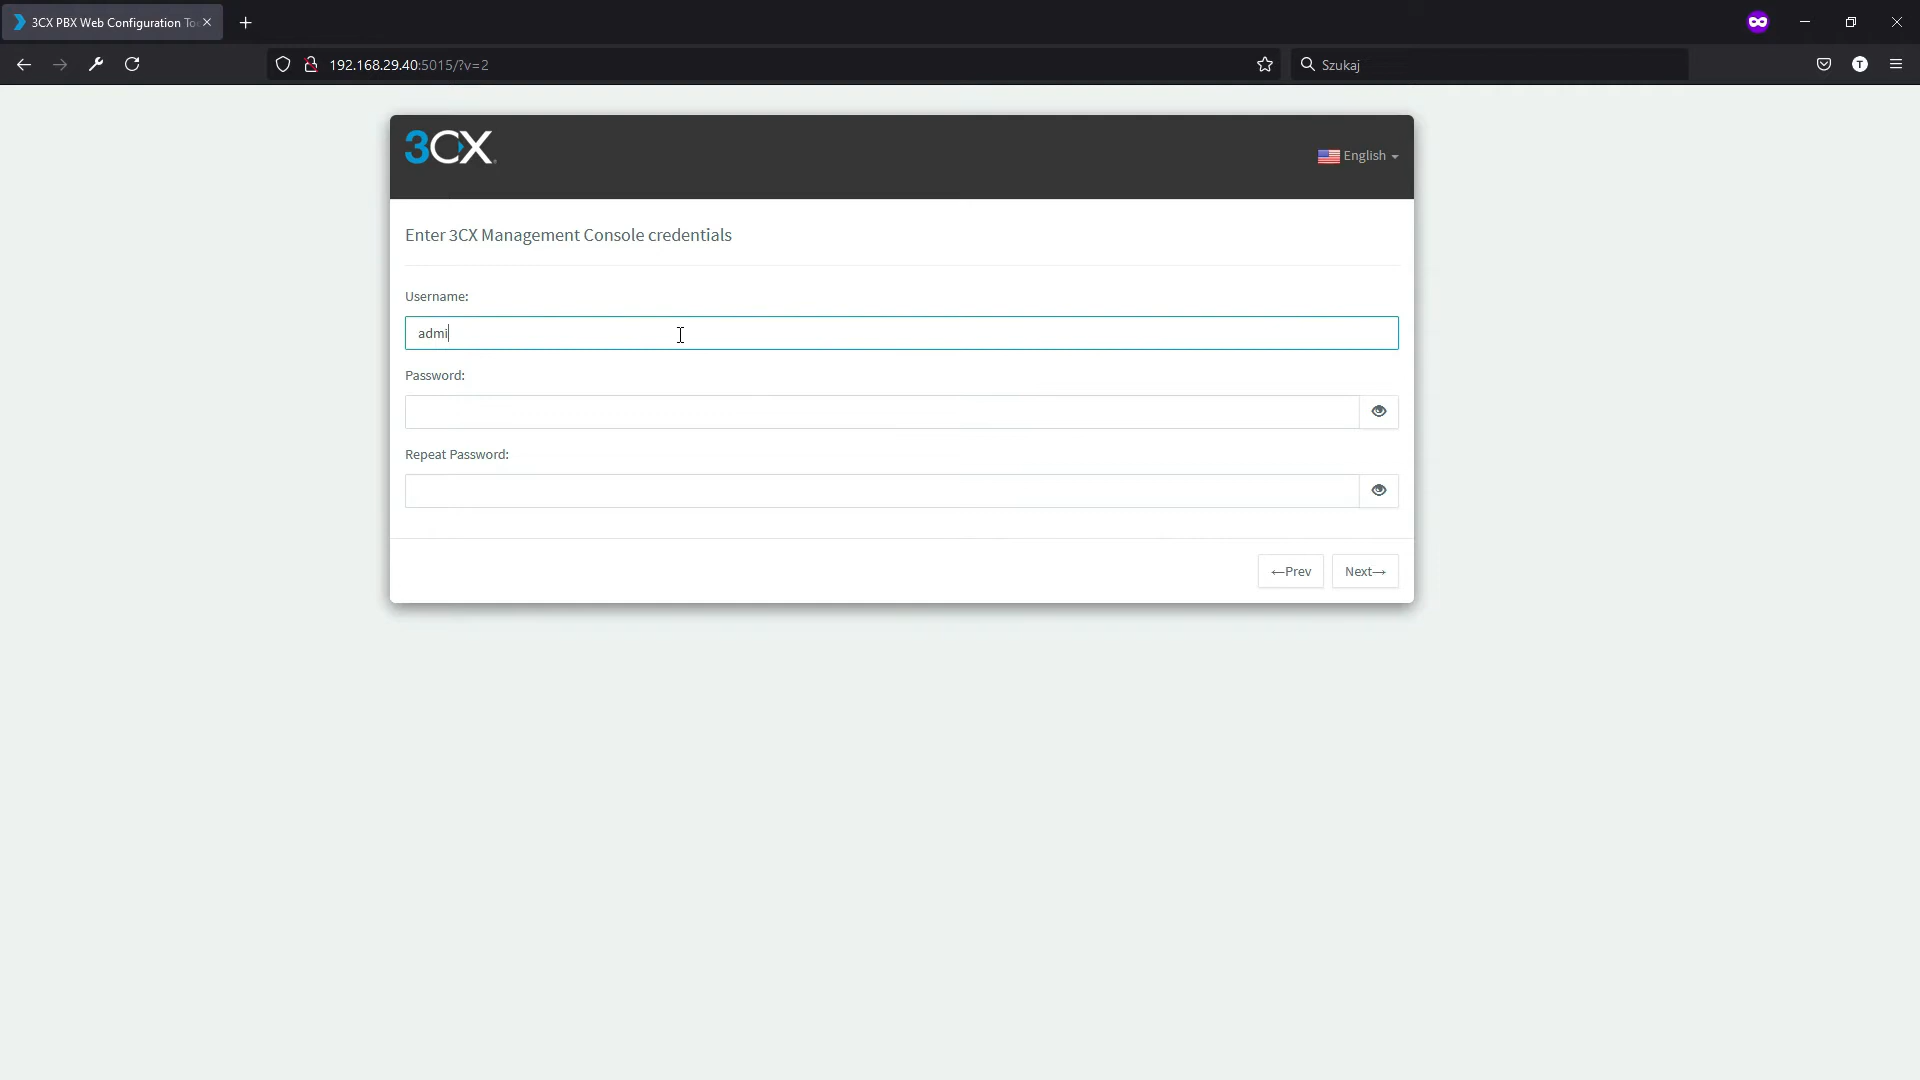 3CX PBX Web Configuration Too
192.168.29.40:5015/?v=2
Szukaj
T
3CX
English
Enter 3CX Management Console credentials
Username:
admi
Password:
Repeat Password:
←Prev
Next→